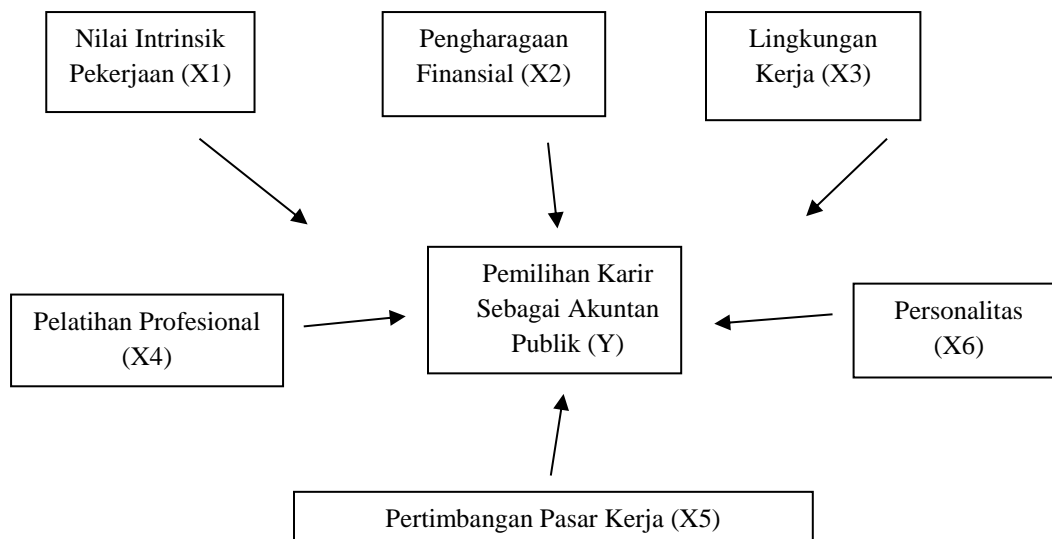 Nilai Intrinsik
Pekerjaan (X1)
Pengharagaan
Finansial (X2)
Lingkungan
Kerja (X3)
Pelatihan Profesional
(X4)
Pemilihan Karir
Sebagai Akuntan
Publik (Y)
Personalitas
(X6)
Pertimbangan Pasar Kerja (X5)